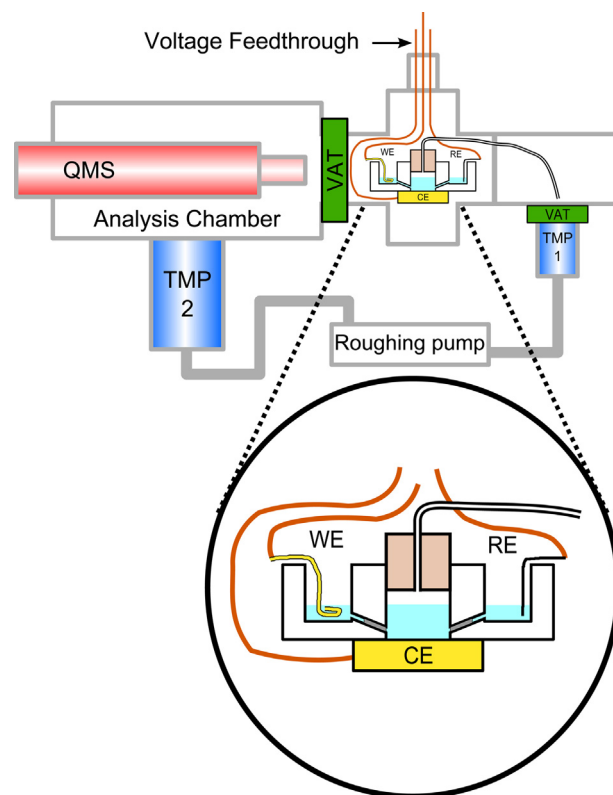 Voltage Feedthrough
WE
RE
QMS
VAT
CE
Analysis Chamber
VAT
TMP
1
TMP
2
Roughing pump
WE
RE
CE